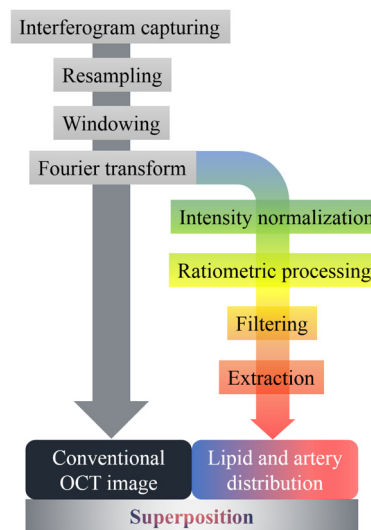 Interferogram capturing
Resampling
Windowing
Fourier transform
Intensity normalization
Ratiometric processing
Filtering
Extraction
Conventional
OCT image
Lipid and artery
distribution
Superposition